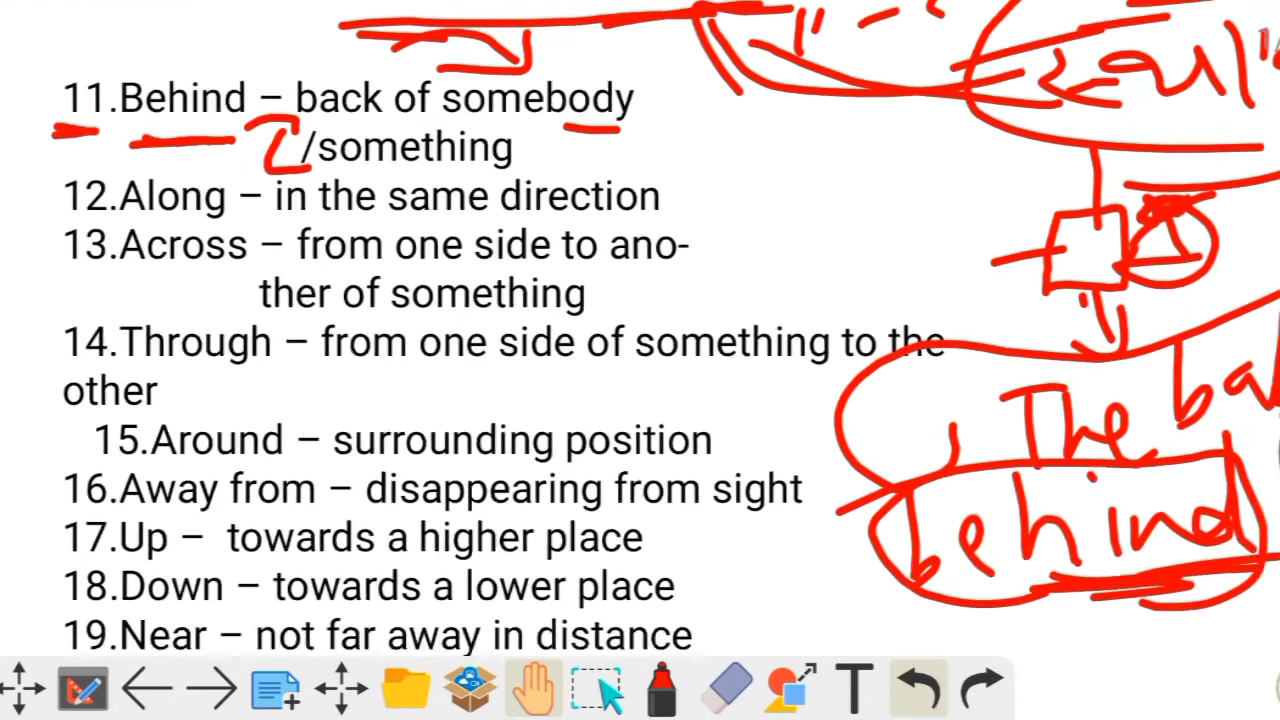 11.Behind – back of somebody
/something
12.Along – in the same direction
13.Across – from one side to ano-
ther of something
14.Through – from one side of something to the
other
15.Around – surrounding position
16.Away from – disappearing from sight
17.Up – towards a higher place
18.Down – towards a lower place
19.Near – not far away in distance
The
behind
T